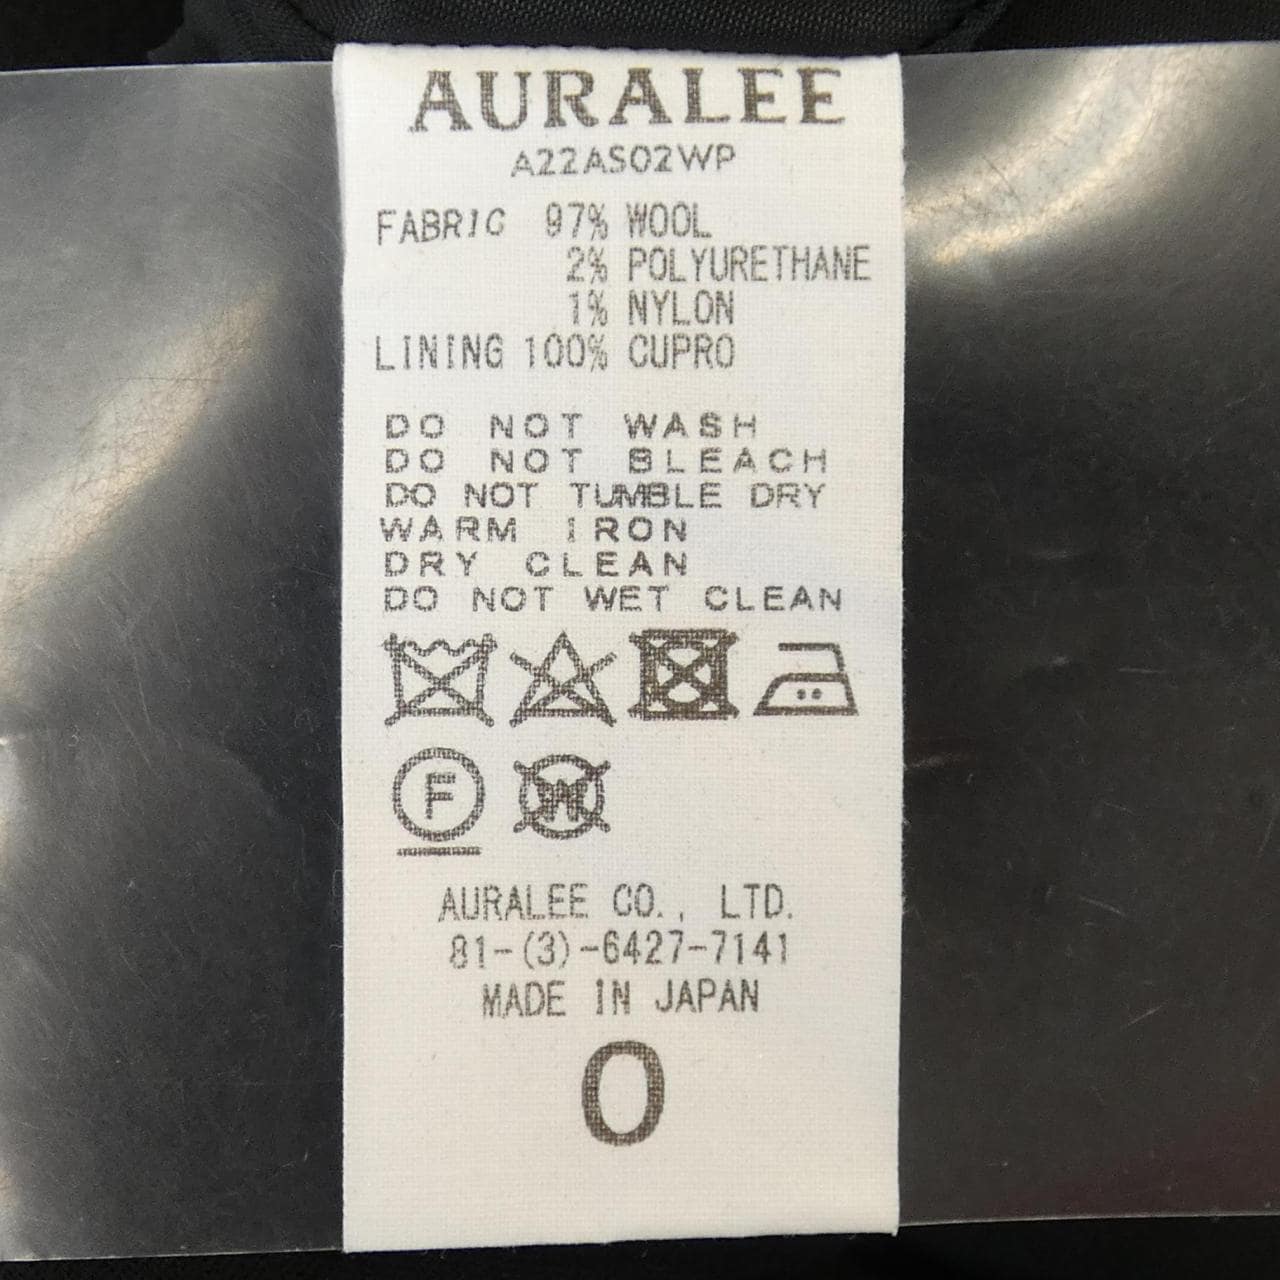 AURALEE
A22AS02WP
FABRIC 97% WOOL
2% POLYURETHANE
1% NYLON
LINING 100% CUPRO
DO NOT WASH
DO NOT BLEACH
DO NOT TUMBLE DRY
WARM IRON
DRY CLEAN
DO NOT WET CLEAN
F W
AURALEE CO., LTD.
81-(3)-6427-7141
MADE IN JAPAN
0